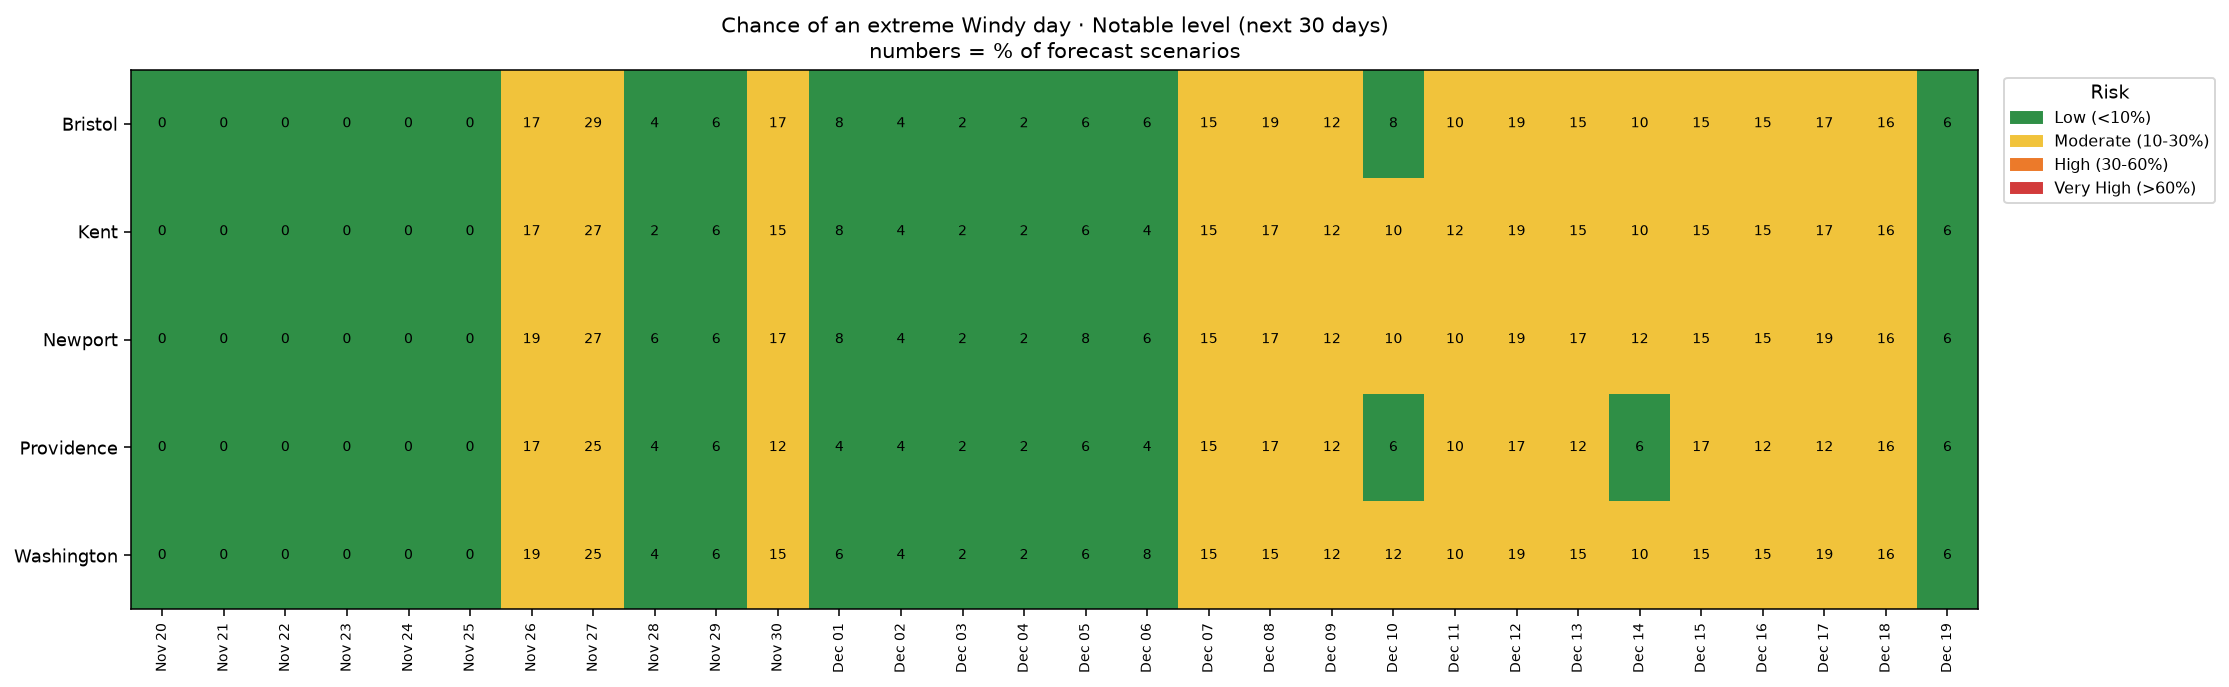 Chance of an extreme Windy day · Notable level (next 30 days)
numbers = % of forecast scenarios
Bristol 0 0 0 0 0 0 17 29 4 6 17 8 4 2 2 6 6 15 19 12 8 10 19 15 10 15 15 17 16 6
Kent 0 0 0 0 0 0 17 27 2 6 15 8 4 2 2 6 4 15 17 12 10 12 19 15 10 15 15 17 16 6
Newport 0 0 0 0 0 0 19 27 6 6 17 8 4 2 2 8 6 15 17 12 10 10 19 17 12 15 15 19 16 6
Providence 0 0 0 0 0 0 17 25 4 6 12 4 4 2 2 6 4 15 17 12 6 10 17 12 6 17 12 12 16 6
Washington 0 0 0 0 0 0 19 25 4 6 15 6 4 2 2 6 8 15 15 12 12 10 19 15 10 15 15 19 16 6
Nov 20 Nov 21 Nov 22 Nov 23 Nov 24 Nov 25 Nov 26 Nov 27 Nov 28 Nov 29 Nov 30 Dec 01 Dec 02 Dec 03 Dec 04 Dec 05 Dec 06 Dec 07 Dec 08 Dec 09 Dec 10 Dec 11 Dec 12 Dec 13 Dec 14 Dec 15 Dec 16 Dec 17 Dec 18 Dec 19
Risk
Low (<10%)
Moderate (10-30%)
High (30-60%)
Very High (>60%)